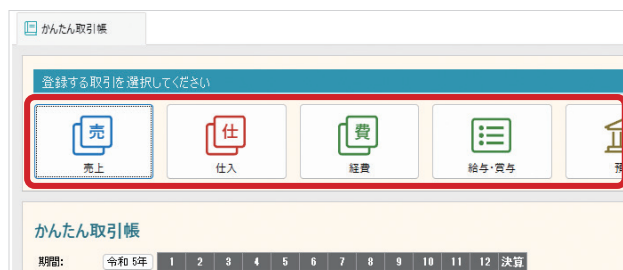 かんたん取引帳
登録する取引を選択してください
売 仕 費
売上 仕入 経費 給与・賞与 預
かんたん取引帳
期間: 令和 5年 1 2 3 4 5 6 7 8 9 10 11 12 決算